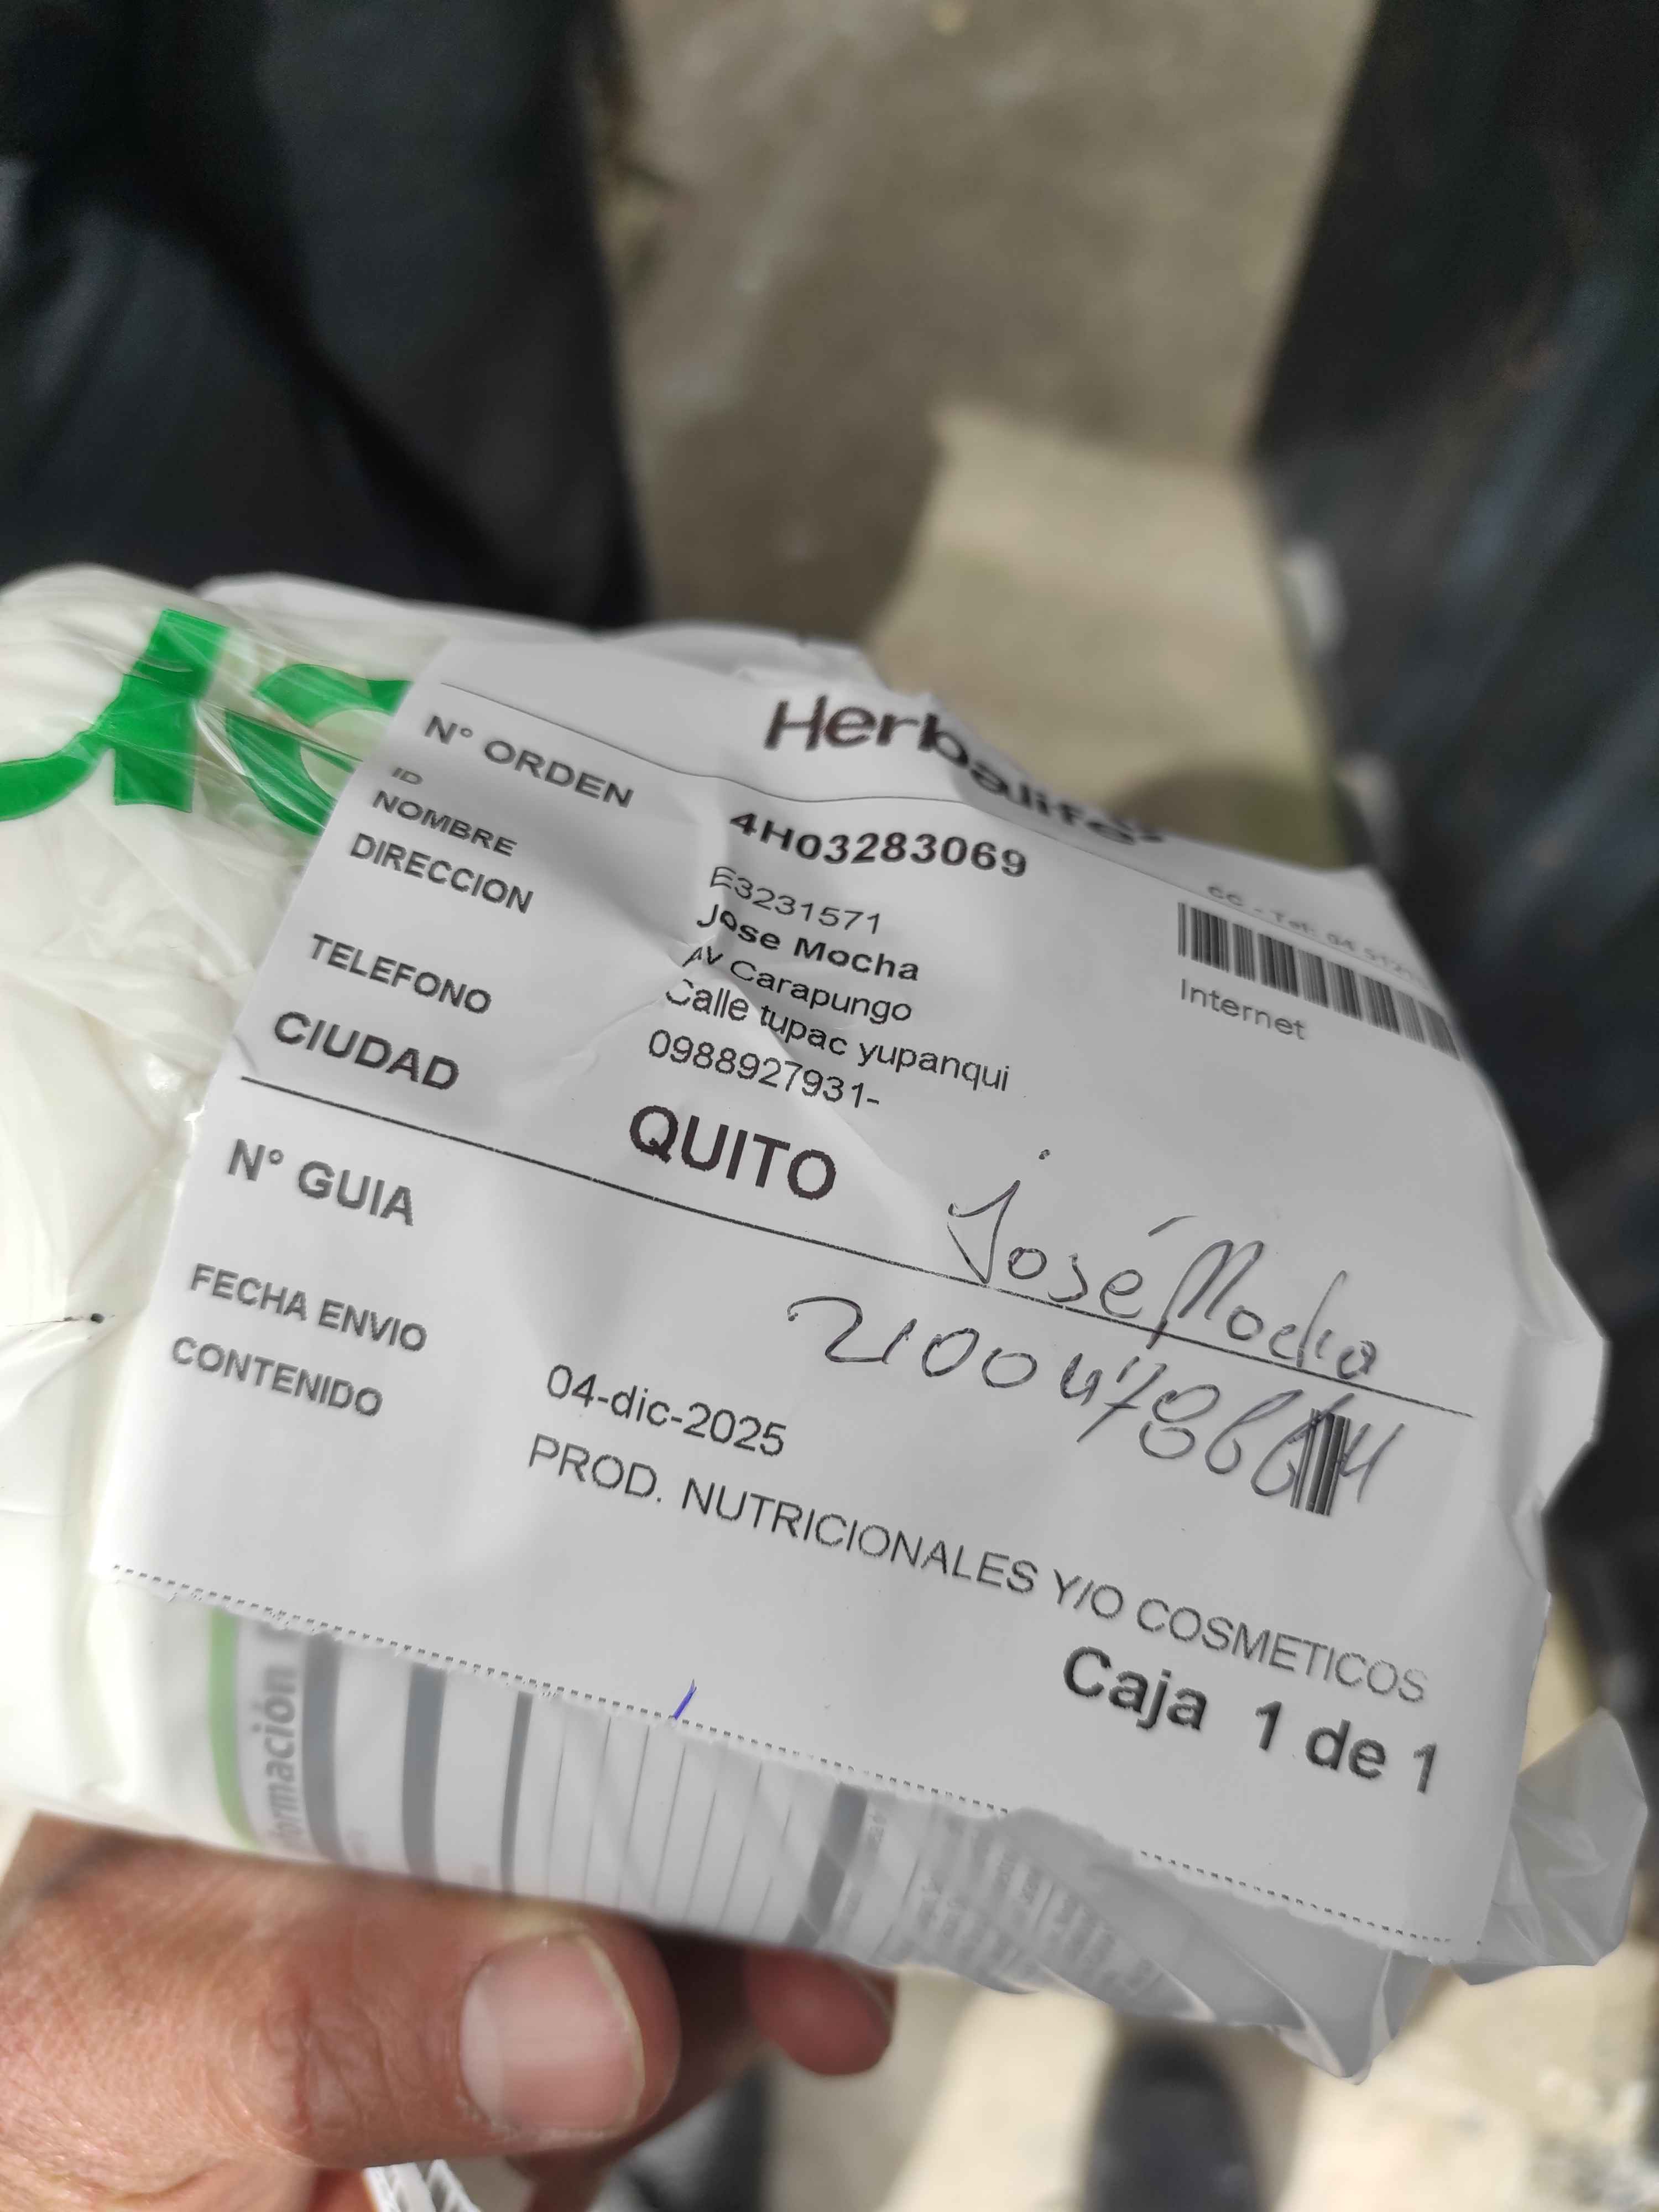 Herbalife
N° ORDEN 4H03283069
ID E3231571
NOMBRE Jose Mocha
DIRECCION AV Carapungo
Calle tupac yupanqui
TELEFONO 0988927931-
CIUDAD QUITO
Internet
José Mocha
N° GUIA
FECHA ENVIO 04-dic-2025
CONTENIDO PROD. NUTRICIONALES Y/O COSMETICOS
Caja 1 de 1